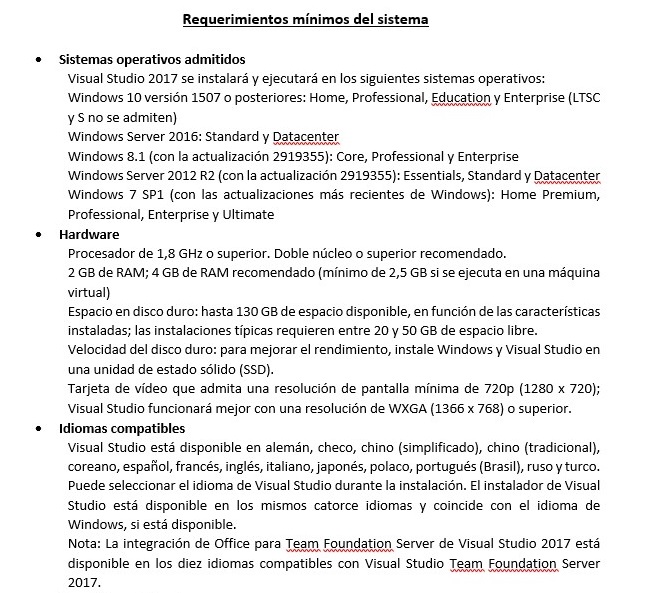 Requerimientos mínimos del sistema
• Sistemas operativos admitidos
Visual Studio 2017 se instalará y ejecutará en los siguientes sistemas operativos:
Windows 10 versión 1507 o posteriores: Home, Professional, Education y Enterprise (LTSC
y S no se admiten)
Windows Server 2016: Standard y Datacenter
Windows 8.1 (con la actualización 2919355): Core, Professional y Enterprise
Windows Server 2012 R2 (con la actualización 2919355): Essentials, Standard y Datacenter
Windows 7 SP1 (con las actualizaciones más recientes de Windows): Home Premium,
Professional, Enterprise y Ultimate
• Hardware
Procesador de 1,8 GHz o superior. Doble núcleo o superior recomendado.
2 GB de RAM; 4 GB de RAM recomendado (mínimo de 2,5 GB si se ejecuta en una máquina
virtual)
Espacio en disco duro: hasta 130 GB de espacio disponible, en función de las características
instaladas; las instalaciones típicas requieren entre 20 y 50 GB de espacio libre.
Velocidad del disco duro: para mejorar el rendimiento, instale Windows y Visual Studio en
una unidad de estado sólido (SSD).
Tarjeta de vídeo que admita una resolución de pantalla mínima de 720p (1280 x 720);
Visual Studio funcionará mejor con una resolución de WXGA (1366 x 768) o superior.
• Idiomas compatibles
Visual Studio está disponible en alemán, checo, chino (simplificado), chino (tradicional),
coreano, español, francés, inglés, italiano, japonés, polaco, portugués (Brasil), ruso y turco.
Puede seleccionar el idioma de Visual Studio durante la instalación. El instalador de Visual
Studio está disponible en los mismos catorce idiomas y coincide con el idioma de
Windows, si está disponible.
Nota: La integración de Office para Team Foundation Server de Visual Studio 2017 está
disponible en los diez idiomas compatibles con Visual Studio Team Foundation Server
2017.